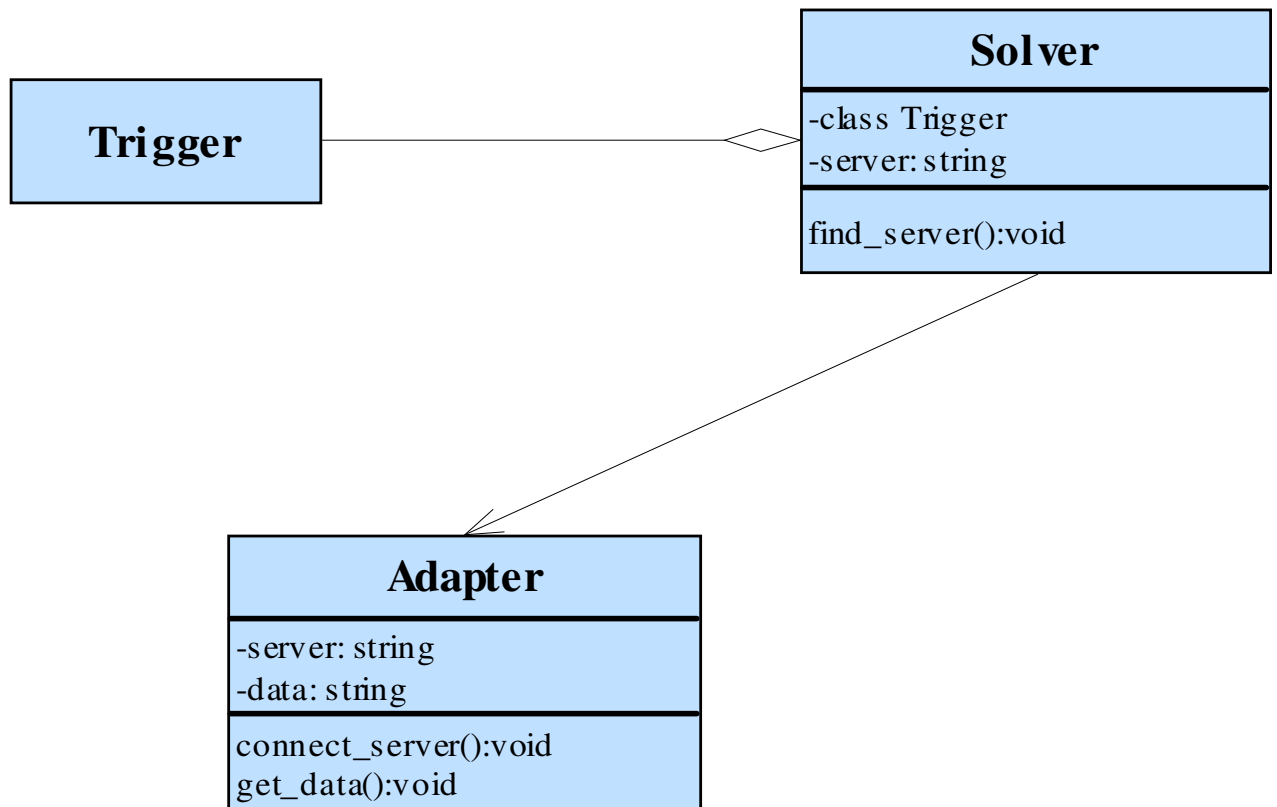 Trigger
Solver
-class Trigger
-server: string
find_server():void
Adapter
-server: string
-data: string
connect_server():void
get_data():void